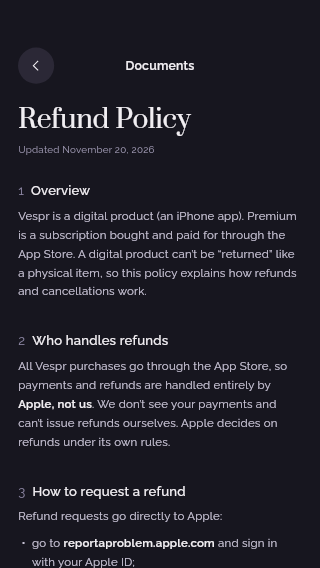 Documents
Refund Policy
Updated November 20, 2026
1 Overview
Vespr is a digital product (an iPhone app). Premium
is a subscription bought and paid for through the
App Store. A digital product can't be “returned” like
a physical item, so this policy explains how refunds
and cancellations work.
2 Who handles refunds
All Vespr purchases go through the App Store, so
payments and refunds are handled entirely by
Apple, not us. We don't see your payments and
can't issue refunds ourselves. Apple decides on
refunds under its own rules.
3 How to request a refund
Refund requests go directly to Apple:
• go to reportaproblem.apple.com and sign in
with your Apple ID;